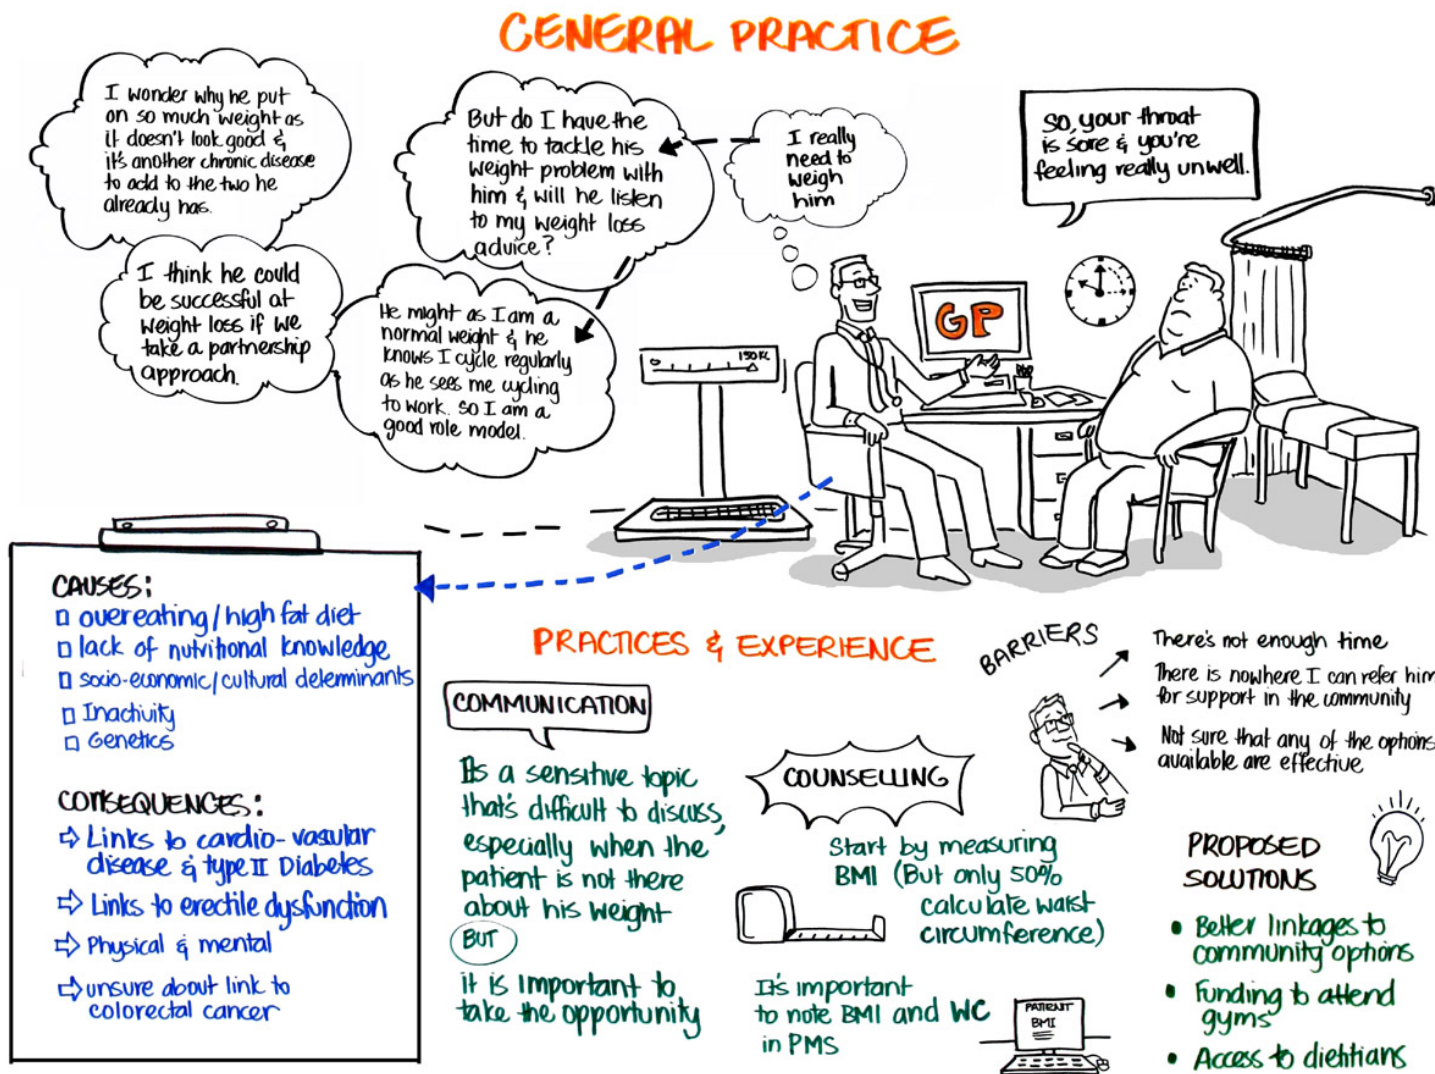 GENERAL PRACTICE
I wonder why he put
on so much weight as
it doesn't look good &
it's another chronic disease
to add to the two he
already has.
I think he could
be successful at
weight loss if we
take a partnership
approach.
But do I have the
time to tackle his
weight problem with
him & will he listen
to my weight loss
advice?
He might as I am a
normal weight & he
knows I cycle regularly
as he sees me cycling
to work. So I am a
good role model.
I really
need to
weigh
him
So, your throat
is sore & you're
feeling really unwell.
GP
CAUSES:
overeating/high fat diet
lack of nutritional knowledge
socio-economic/cultural determinants
Inactivity
Genetics
CONSEQUENCES:
Links to cardio-vascular
disease & type II Diabetes
Links to erectile dysfunction
Physical & mental
unsure about link to
colorectal cancer
PRACTICES & EXPERIENCE
COMMUNICATION
Its a sensitive topic
that's difficult to discuss,
especially when the
patient is not there
about his weight
BUT
it is important to
take the opportunity
COUNSELLING
Start by measuring
BMI (But only 50%
calculate waist
circumference)
It's important
to note BMI and WC
in PMS
PATIENT
BMI
BARRIERS
There's not enough time
There is nowhere I can refer him
for support in the community
Not sure that any of the options
available are effective
PROPOSED
SOLUTIONS
• Better linkages to
community options
• Funding to attend
gyms
• Access to diehtians